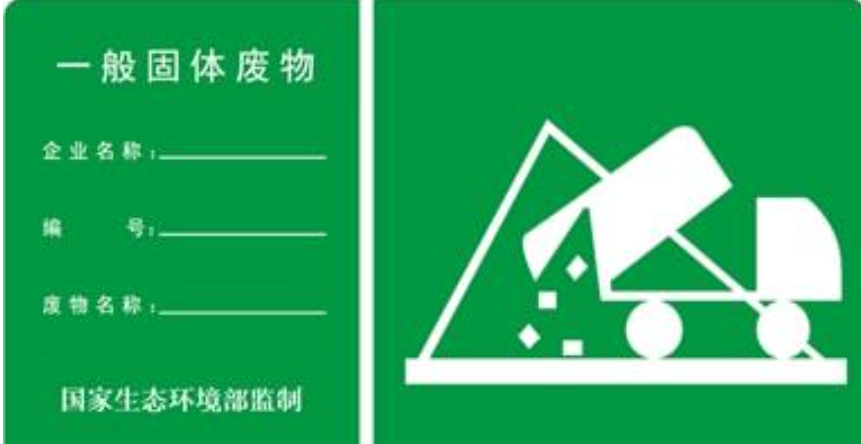 一般固体废物
企业名称：
编　　号：
废物名称：
国家生态环境部监制